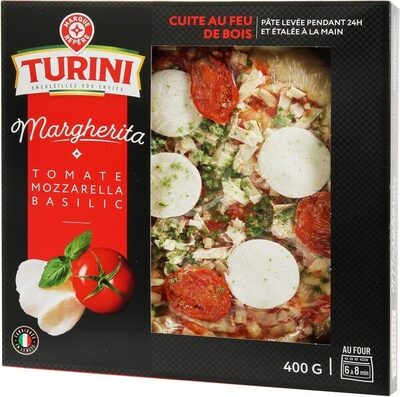 MARQUE
REPÈRE
TURINI
ENSOLEILLEZ VOS ENVIES
Margherita
TOMATE
MOZZARELLA
BASILIC
CUITE AU FEU
DE BOIS
PÂTE LEVÉE PENDANT 24H
ET ÉTALÉE À LA MAIN
400 G
AU FOUR
6 à 8 min